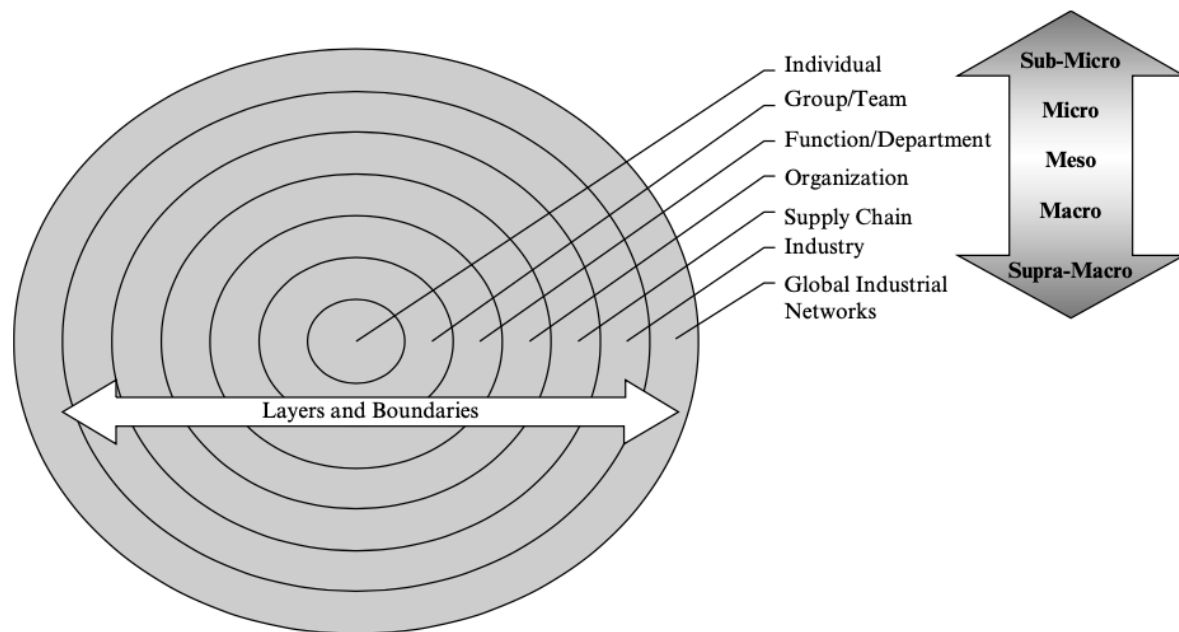 Individual
Group/Team
Function/Department
Organization
Supply Chain
Industry
Global Industrial
Networks
Sub-Micro
Micro
Meso
Macro
Supra-Macro
Layers and Boundaries